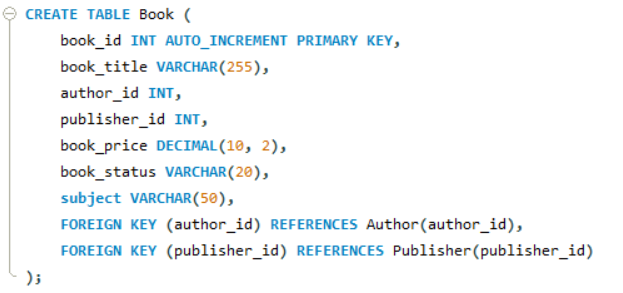 CREATE TABLE Book (
book_id INT AUTO_INCREMENT PRIMARY KEY,
book_title VARCHAR(255),
author_id INT,
publisher_id INT,
book_price DECIMAL(10, 2),
book_status VARCHAR(20),
subject VARCHAR(50),
FOREIGN KEY (author_id) REFERENCES Author(author_id),
FOREIGN KEY (publisher_id) REFERENCES Publisher(publisher_id)
);